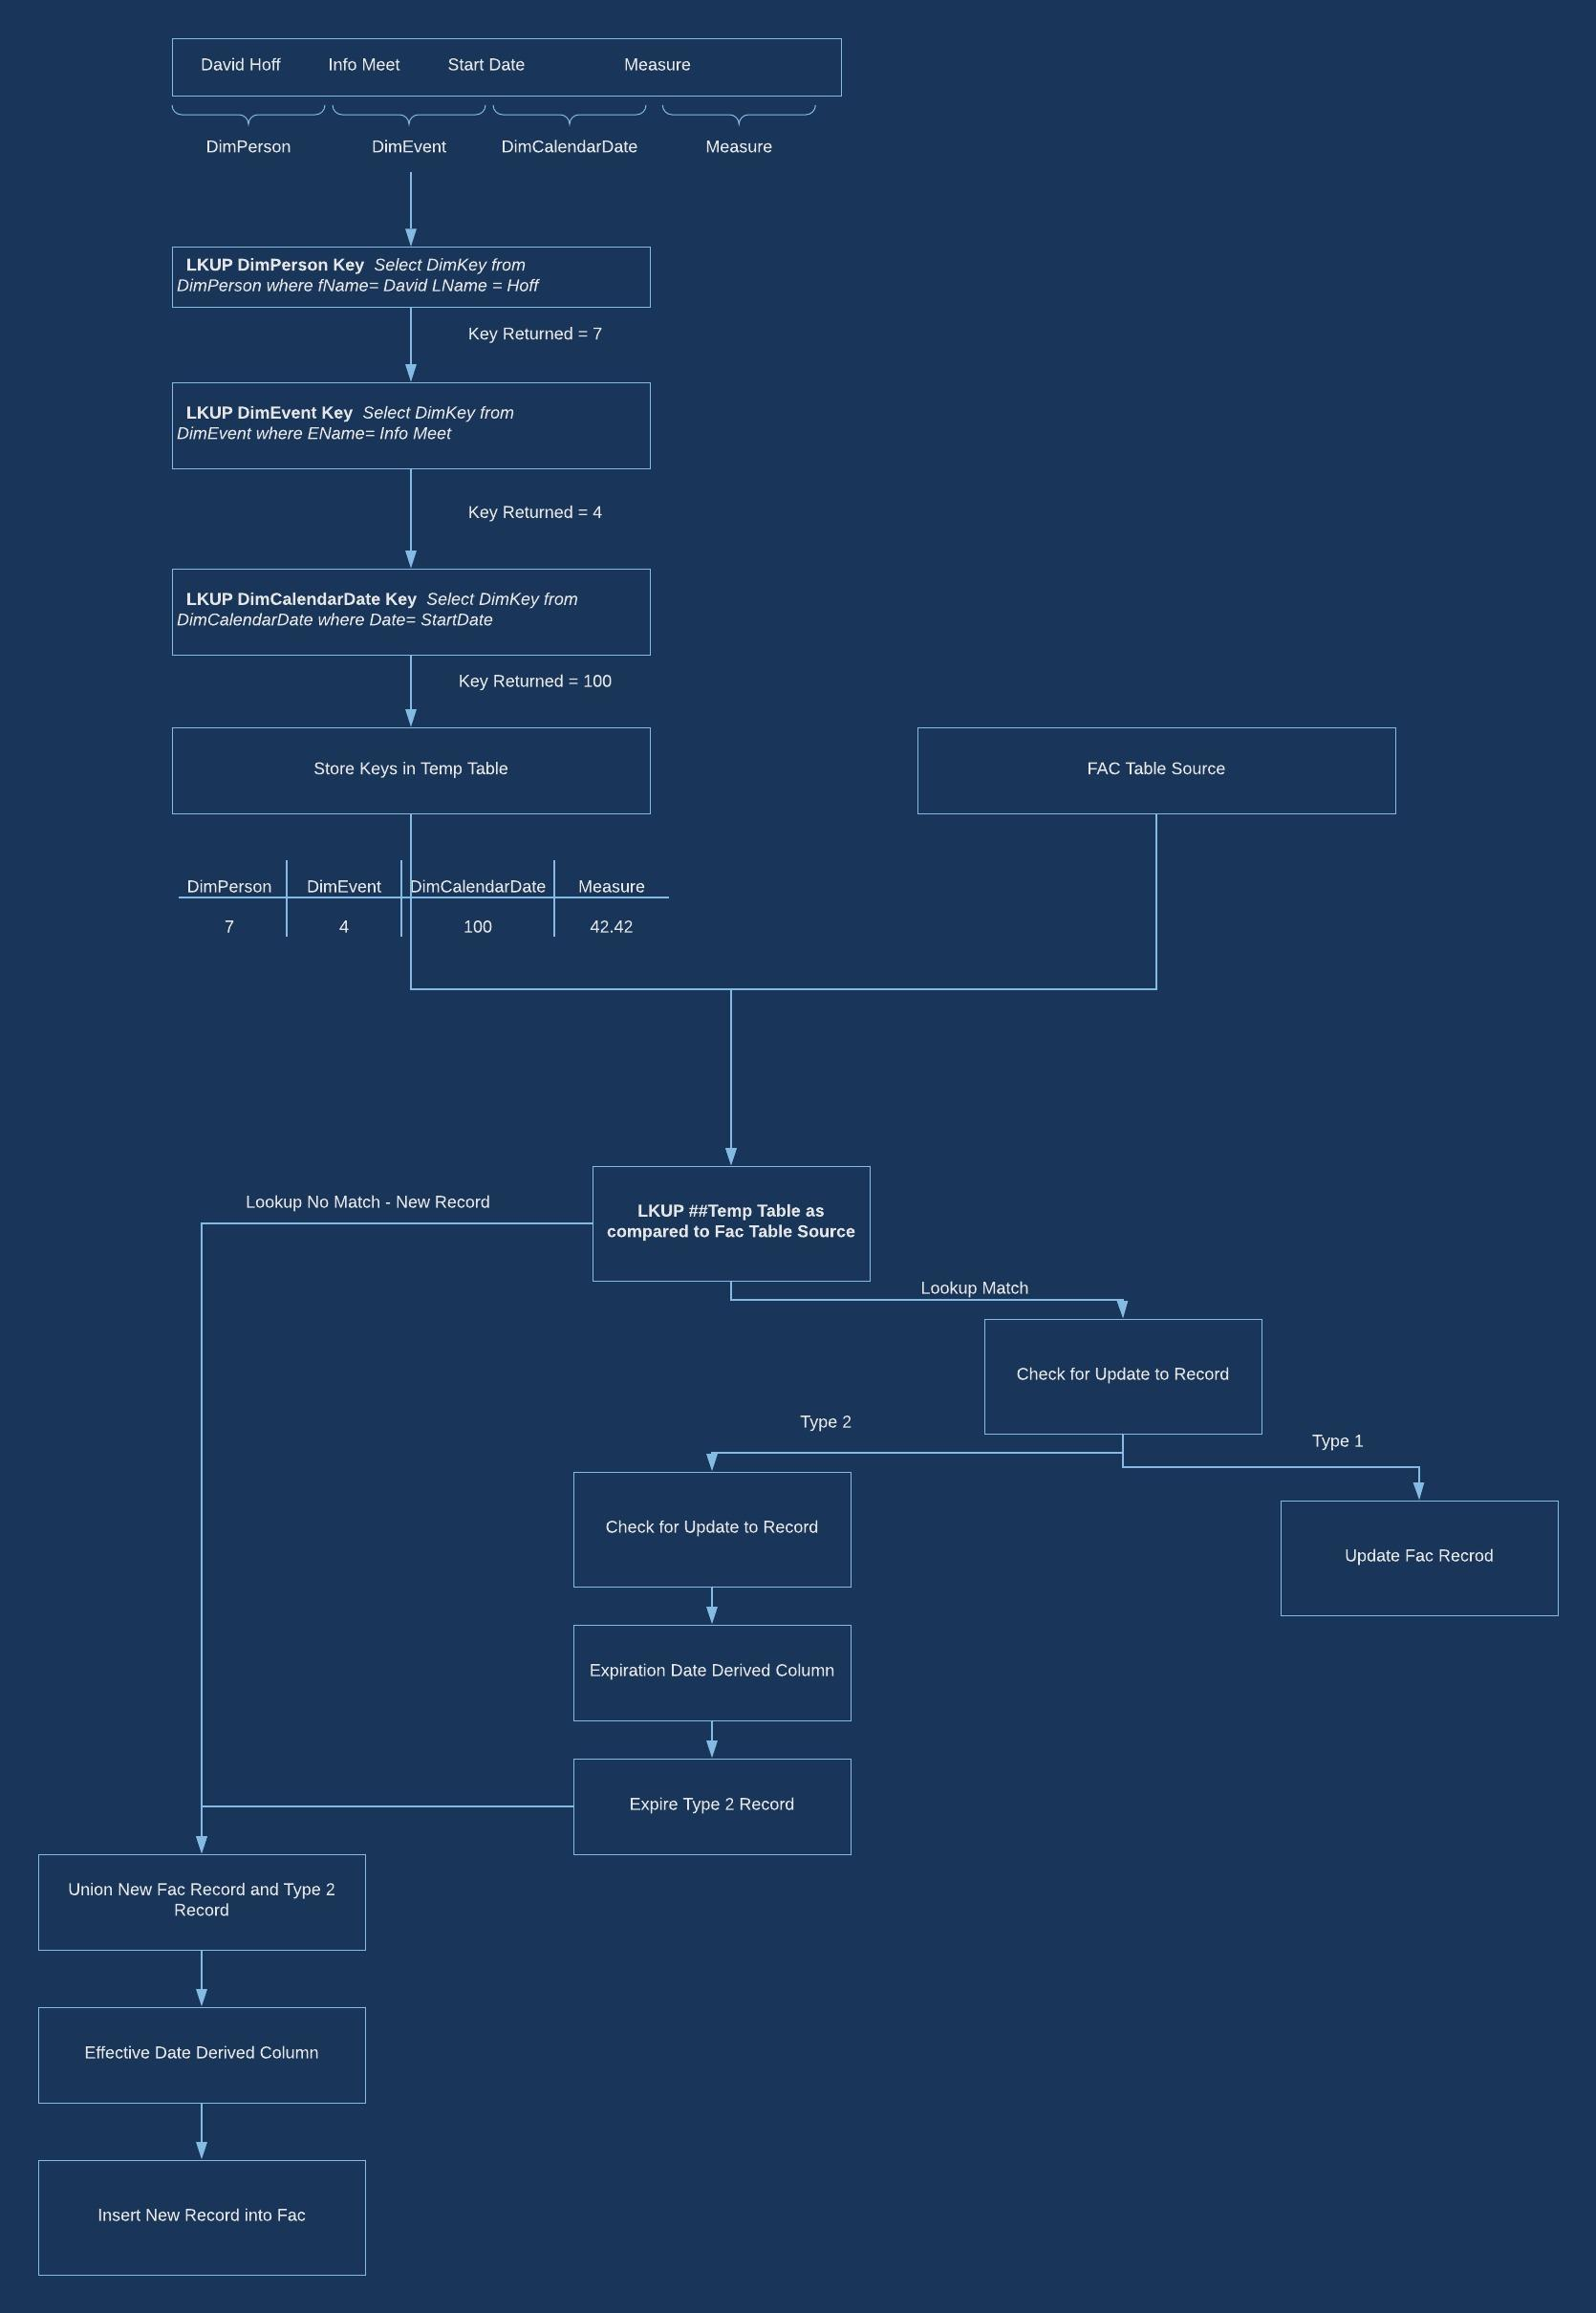 David Hoff Info Meet Start Date Measure
DimPerson DimEvent DimCalendarDate Measure
LKUP DimPerson Key Select DimKey from
DimPerson where fName= David LName = Hoff
Key Returned = 7
LKUP DimEvent Key Select DimKey from
DimEvent where EName= Info Meet
Key Returned = 4
LKUP DimCalendarDate Key Select DimKey from
DimCalendarDate where Date= StartDate
Key Returned = 100
Store Keys in Temp Table
FAC Table Source
DimPerson DimEvent DimCalendarDate Measure
7 4 100 42.42
Lookup No Match - New Record
LKUP ##Temp Table as
compared to Fac Table Source
Lookup Match
Check for Update to Record
Type 2
Type 1
Check for Update to Record
Update Fac Recrod
Expiration Date Derived Column
Expire Type 2 Record
Union New Fac Record and Type 2
Record
Effective Date Derived Column
Insert New Record into Fac